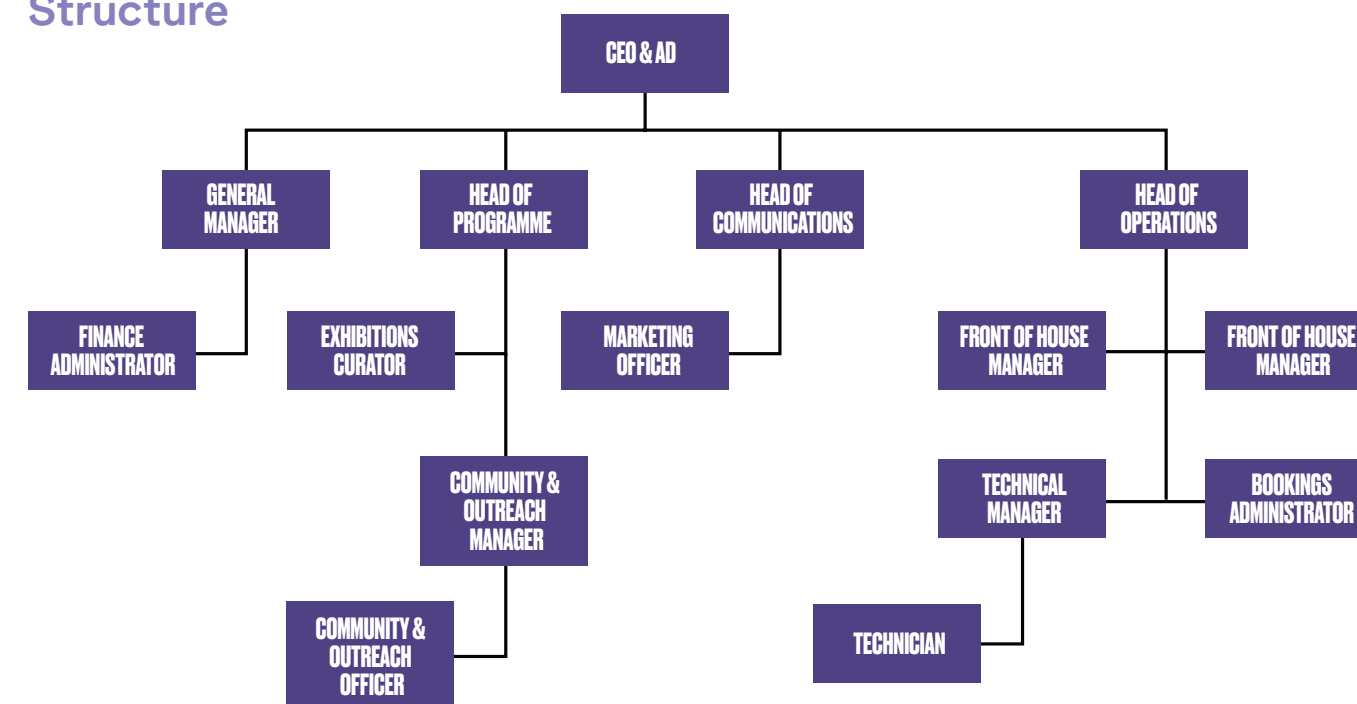 Structure
CEO & AD
GENERAL
MANAGER
HEAD OF
PROGRAMME
HEAD OF
COMMUNICATIONS
HEAD OF
OPERATIONS
FINANCE
ADMINISTRATOR
EXHIBITIONS
CURATOR
MARKETING
OFFICER
FRONT OF HOUSE
MANAGER
FRONT OF HOUSE
MANAGER
COMMUNITY &
OUTREACH
MANAGER
TECHNICAL
MANAGER
BOOKINGS
ADMINISTRATOR
COMMUNITY &
OUTREACH
OFFICER
TECHNICIAN